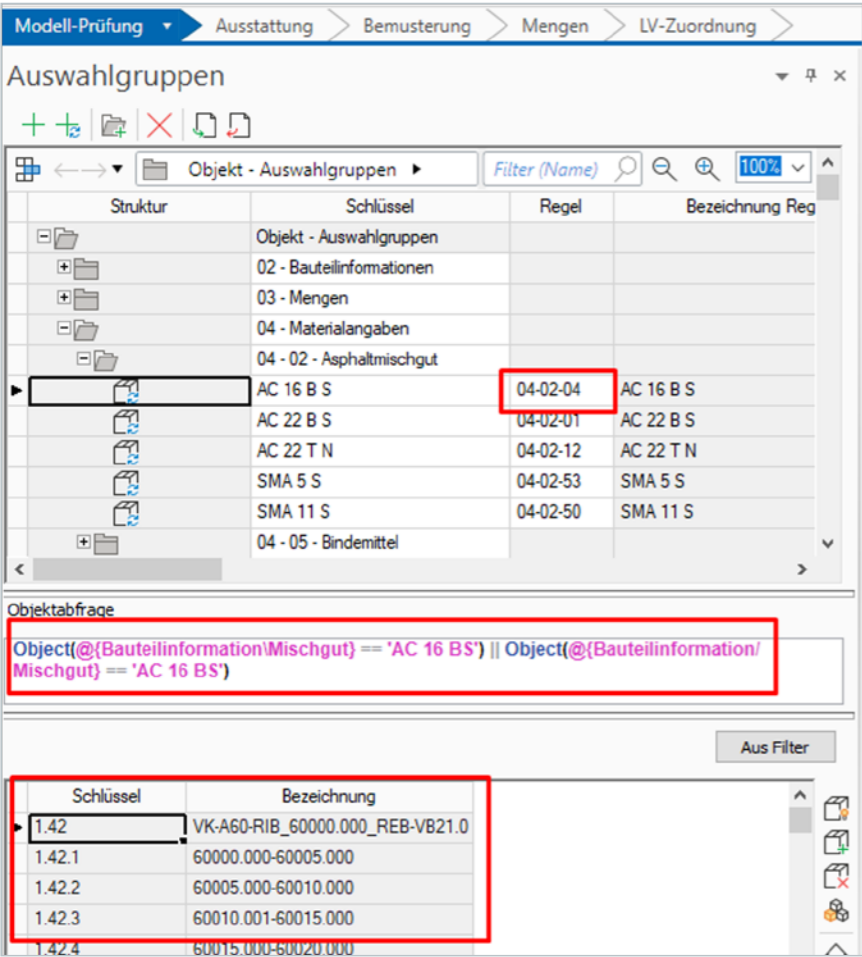 Modell-Prüfung Ausstattung Bemusterung Mengen LV-Zuordnung
Auswahlgruppen
Objekt - Auswahlgruppen Filter (Name) 100%
Struktur Schlüssel Regel Bezeichnung Reg
Objekt - Auswahlgruppen
02 - Bauteilinformationen
03 - Mengen
04 - Materialangaben
04 - 02 - Asphaltmischgut
AC 16 B S 04-02-04 AC 16 B S
AC 22 B S 04-02-01 AC 22 B S
AC 22 T N 04-02-12 AC 22 T N
SMA 5 S 04-02-53 SMA 5 S
SMA 11 S 04-02-50 SMA 11 S
04 - 05 - Bindemittel
Objektabfrage
Object(@{Bauteilinformation\Mischgut} == 'AC 16 BS') || Object(@{Bauteilinformation/
Mischgut} == 'AC 16 BS')
Aus Filter
Schlüssel Bezeichnung
1.42 VK-A60-RIB_60000.000_REB-VB21.0
1.42.1 60000.000-60005.000
1.42.2 60005.000-60010.000
1.42.3 60010.001-60015.000
1.42.4 60015.000-60020.000